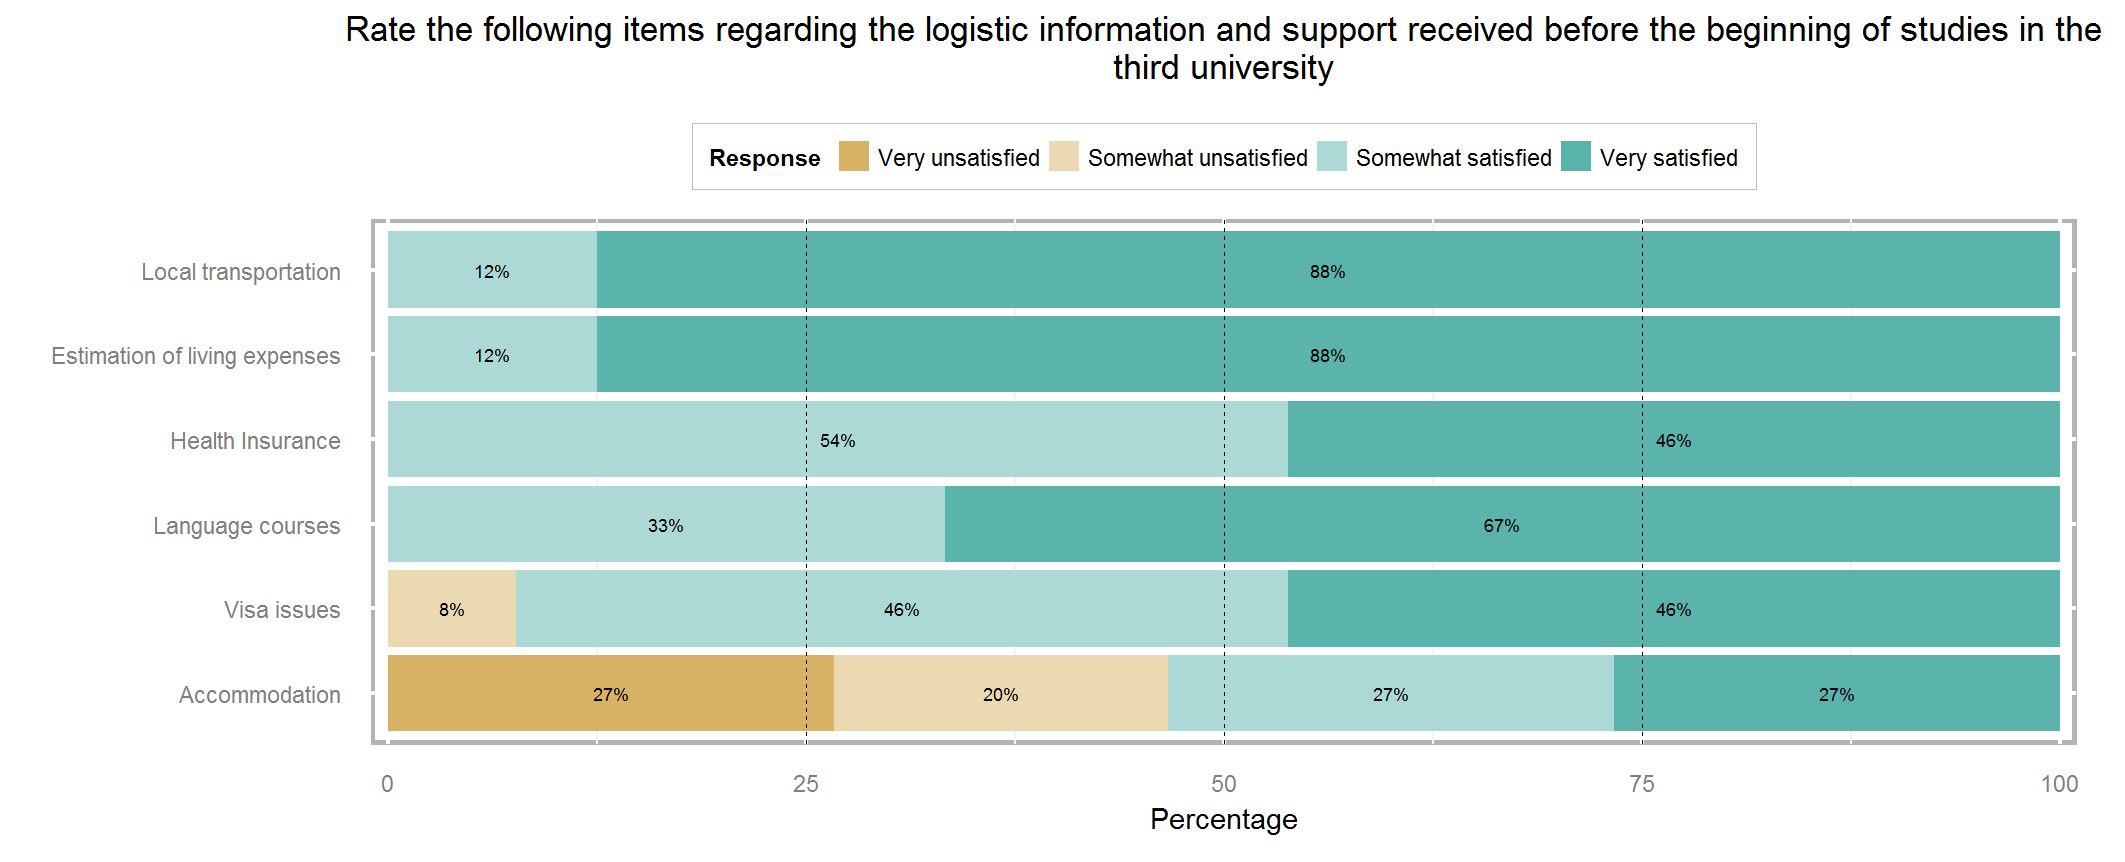 Rate the following items regarding the logistic information and support received before the beginning of studies in the
third university
Response Very unsatisfied Somewhat unsatisfied Somewhat satisfied Very satisfied
Local transportation 12% 88%
Estimation of living expenses 12% 88%
Health Insurance 54% 46%
Language courses 33% 67%
Visa issues 8% 46% 46%
Accommodation 27% 20% 27% 27%
0 25 50 75 100
Percentage